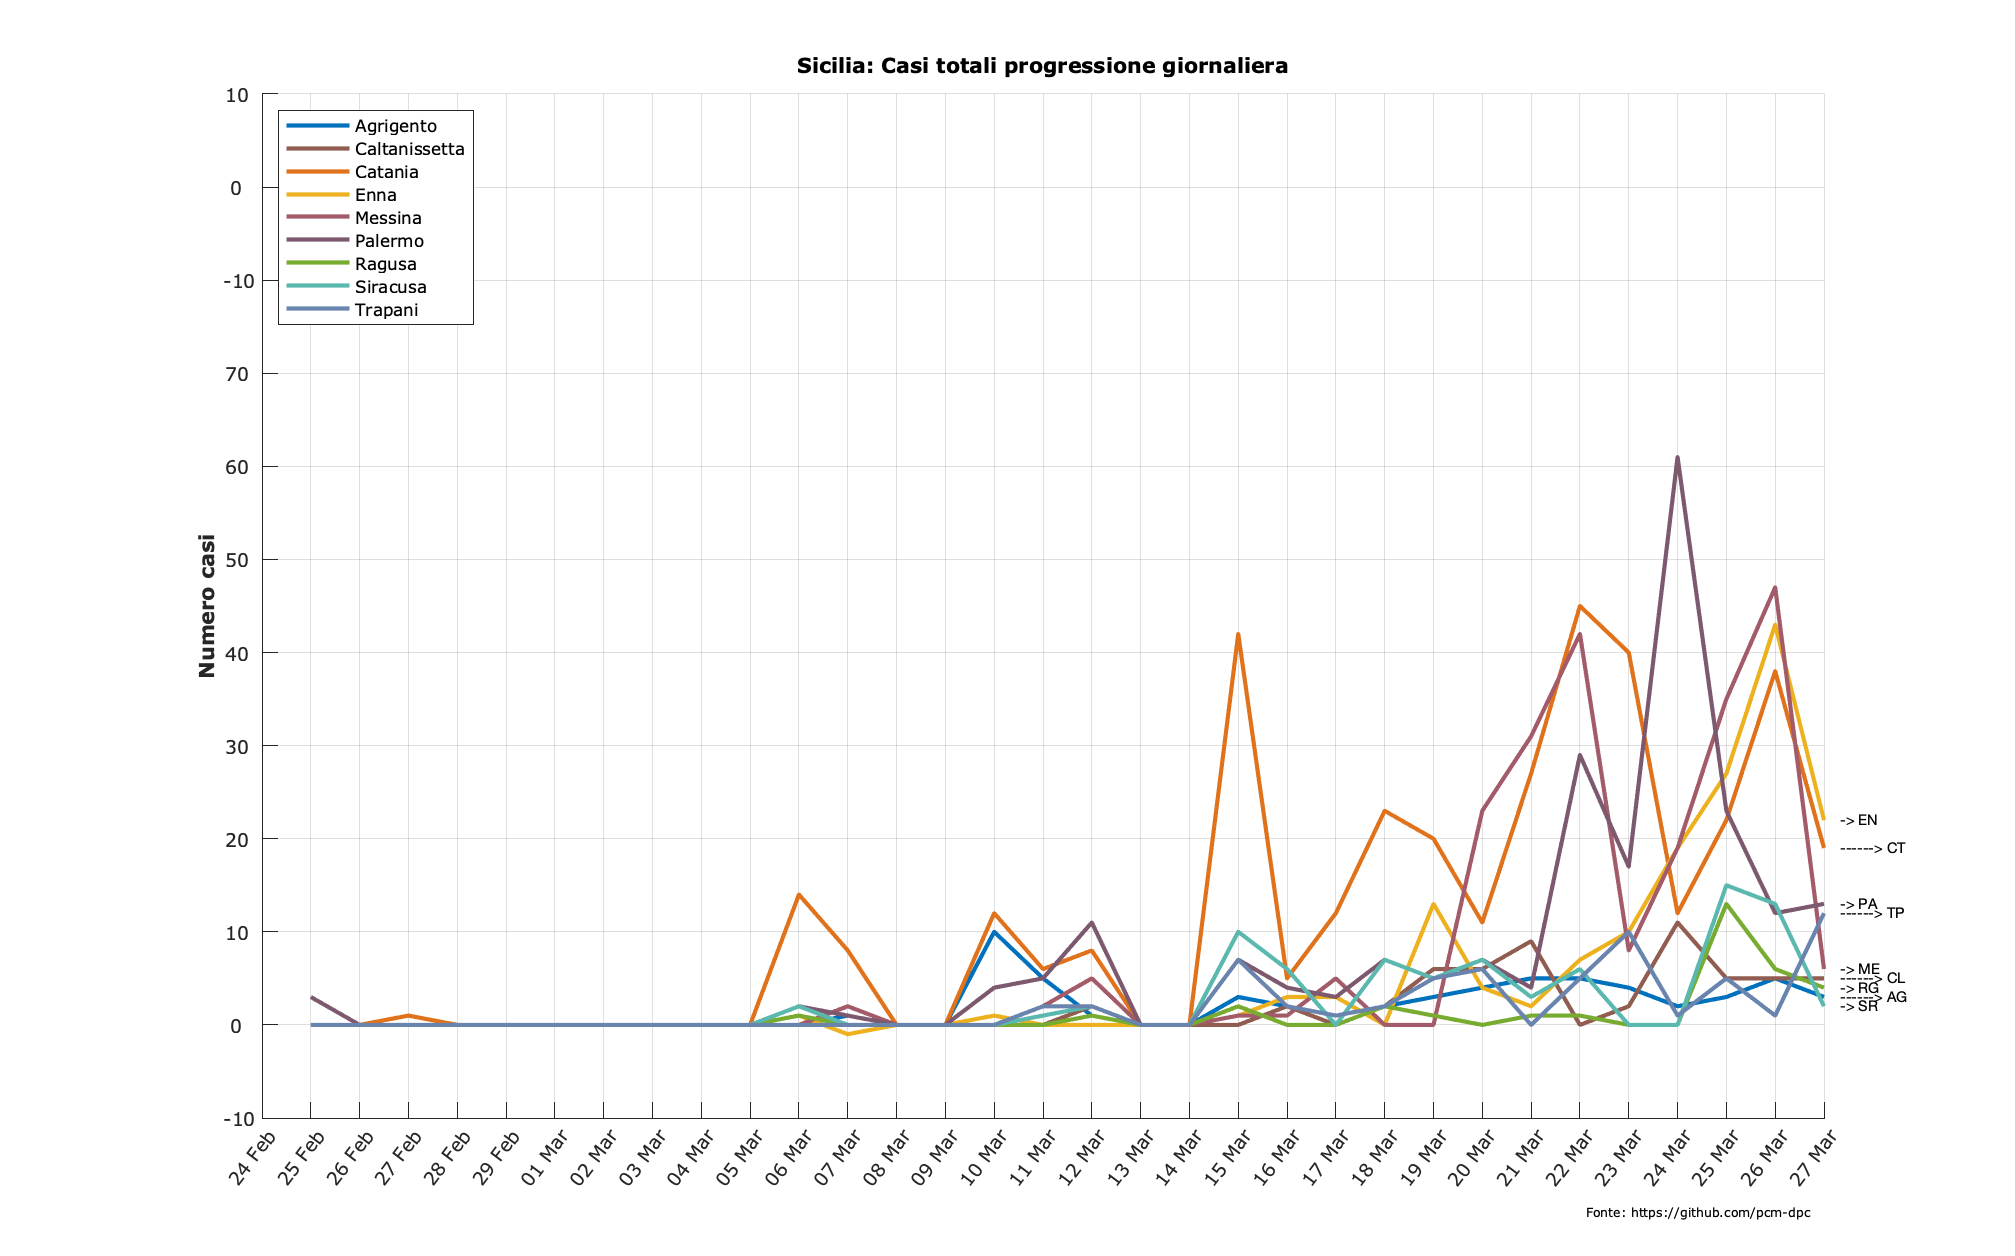 Sicilia: Casi totali progressione giornaliera
10
0
-10
70
60
50
40
30
20
10
0
-10
Numero casi
Agrigento
Caltanissetta
Catania
Enna
Messina
Palermo
Ragusa
Siracusa
Trapani
-> EN
------> CT
-> PA
------> TP
-> ME
------> CL
-> RG
------> AG
-> SR
24 Feb
25 Feb
26 Feb
27 Feb
28 Feb
29 Feb
01 Mar
02 Mar
03 Mar
04 Mar
05 Mar
06 Mar
07 Mar
08 Mar
09 Mar
10 Mar
11 Mar
12 Mar
13 Mar
14 Mar
15 Mar
16 Mar
17 Mar
18 Mar
19 Mar
20 Mar
21 Mar
22 Mar
23 Mar
24 Mar
25 Mar
26 Mar
27 Mar
Fonte: https://github.com/pcm-dpc